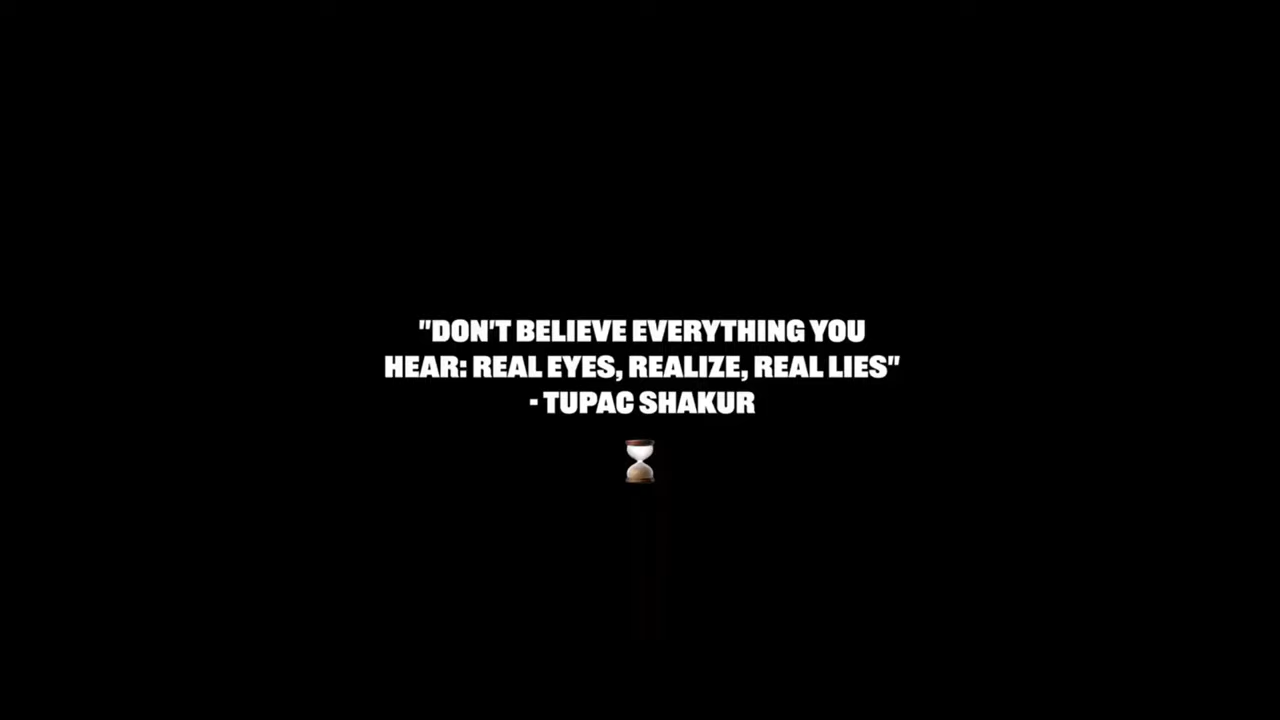 "DON'T BELIEVE EVERYTHING YOU
HEAR: REAL EYES, REALIZE, REAL LIES"
- TUPAC SHAKUR